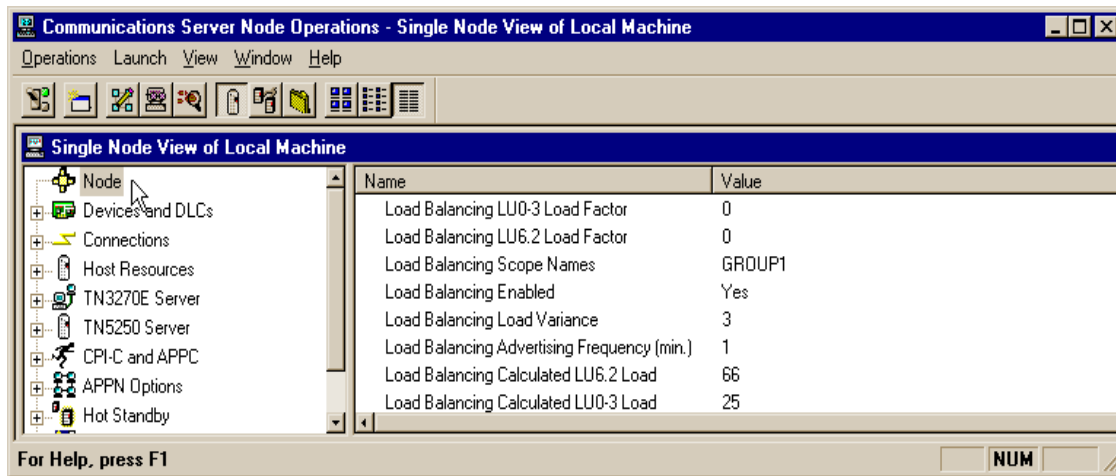 Communications Server Node Operations - Single Node View of Local Machine
Operations Launch View Window Help
Single Node View of Local Machine
Node
Devices and DLCs
Connections
Host Resources
TN3270E Server
TN5250 Server
CPI-C and APPC
APPN Options
Hot Standby
Name Value
Load Balancing LU0-3 Load Factor 0
Load Balancing LU6.2 Load Factor 0
Load Balancing Scope Names GROUP1
Load Balancing Enabled Yes
Load Balancing Load Variance 3
Load Balancing Advertising Frequency (min.) 1
Load Balancing Calculated LU6.2 Load 66
Load Balancing Calculated LU0-3 Load 25
For Help, press F1 NUM